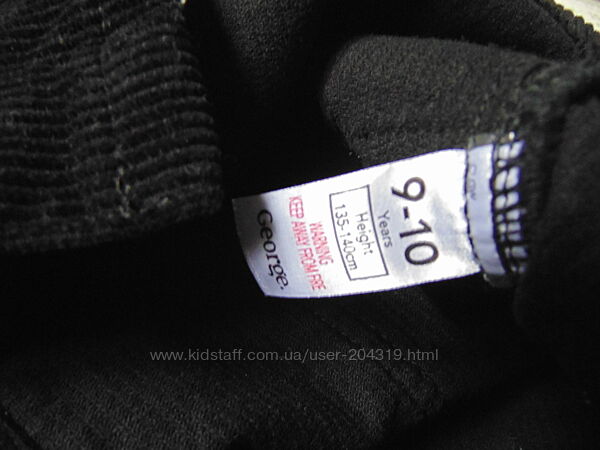 9-10
Years
Height
135-140cm
WARNING
KEEP AWAY FROM FIRE
George.
www.kidstaff.com.ua/user-204319.html